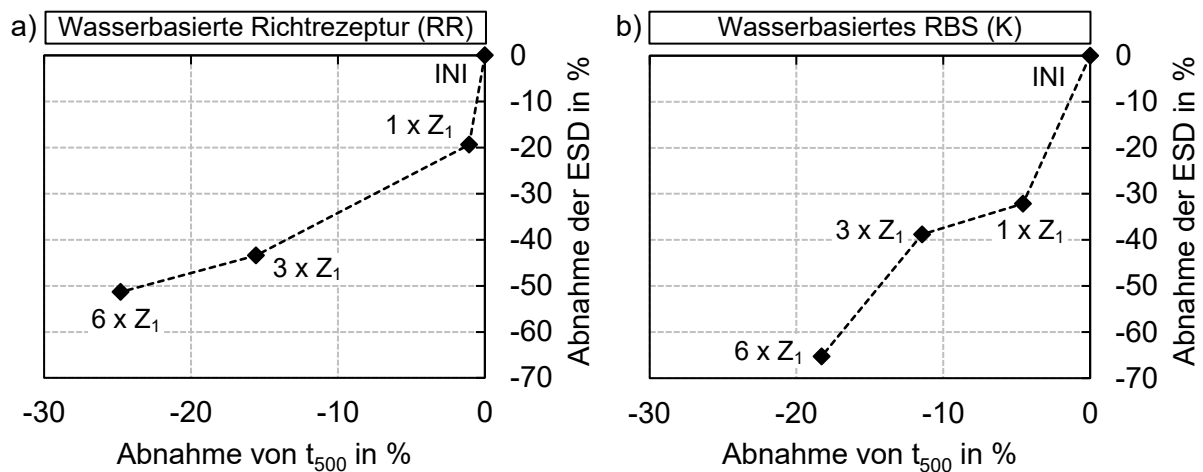 a) Wasserbasierte Richtrezeptur (RR)
0
-10
-20
-30
-40
-50
-60
-70
Abnahme der ESD in %
INI
1 x Z₁
3 x Z₁
6 x Z₁
-30 -20 -10 0
Abnahme von t₅₀₀ in %
b) Wasserbasiertes RBS (K)
0
-10
-20
-30
-40
-50
-60
-70
Abnahme der ESD in %
INI
1 x Z₁
3 x Z₁
6 x Z₁
-30 -20 -10 0
Abnahme von t₅₀₀ in %